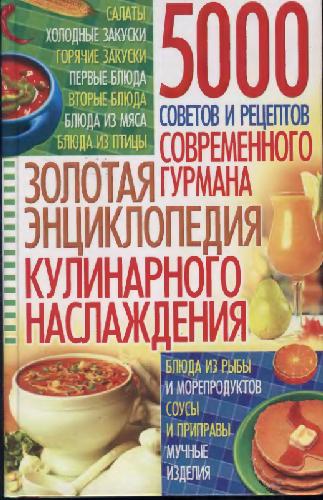 САЛАТЫ
ХОЛОДНЫЕ ЗАКУСКИ
ГОРЯЧИЕ ЗАКУСКИ
ПЕРВЫЕ БЛЮДА
ВТОРЫЕ БЛЮДА
БЛЮДА ИЗ МЯСА
БЛЮДА ИЗ ПТИЦЫ
5000
СОВЕТОВ И РЕЦЕПТОВ
СОВРЕМЕННОГО
ГУРМАНА
ЗОЛОТАЯ
ЭНЦИКЛОПЕДИЯ
КУЛИНАРНОГО
НАСЛАЖДЕНИЯ
БЛЮДА ИЗ РЫБЫ
И МОРЕПРОДУКТОВ
СОУСЫ
И ПРИПРАВЫ
МУЧНЫЕ
ИЗДЕЛИЯ